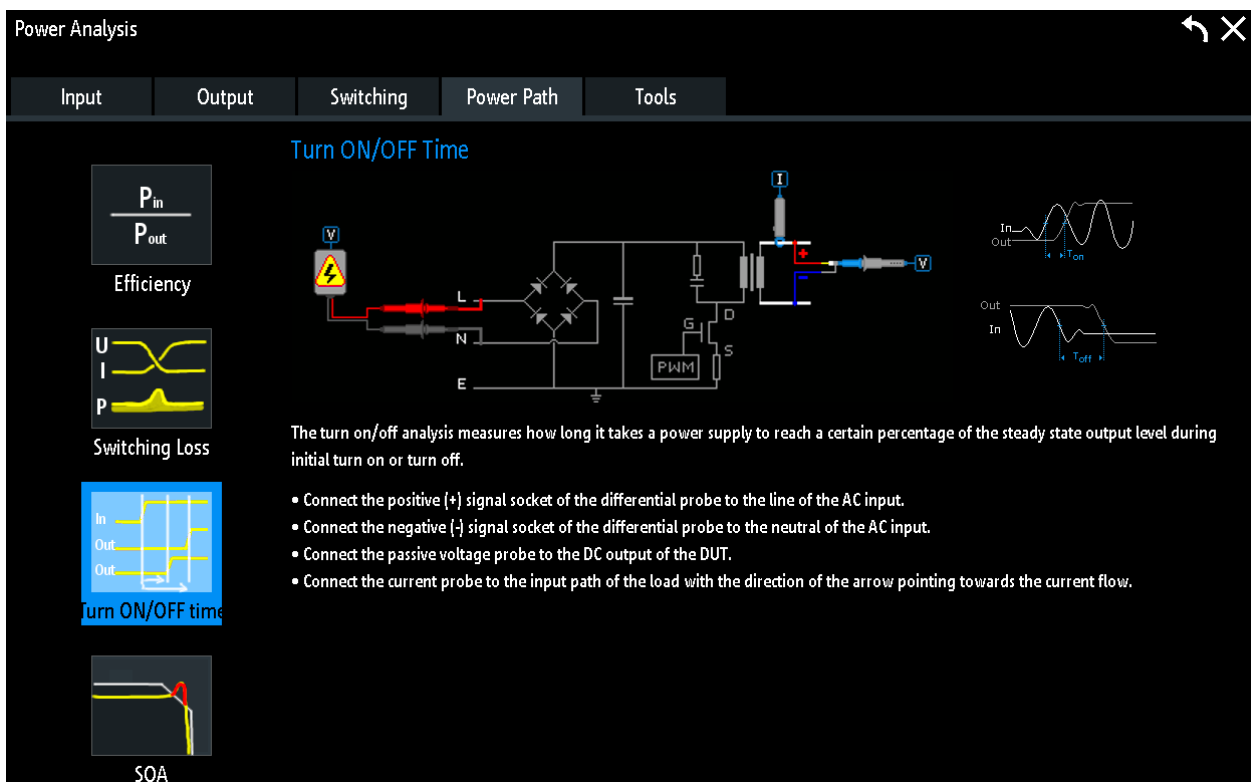 Power Analysis
Input
Output
Switching
Power Path
Tools
Pin
Pout
Efficiency
U
I
P
Switching Loss
In
Out
Out
Turn ON/OFF time
SOA
Turn ON/OFF Time
V
L
N
E
PWM
G
D
S
I
+
-
V
In
Out
Ton
Out
In
Toff
The turn on/off analysis measures how long it takes a power supply to reach a certain percentage of the steady state output level during
initial turn on or turn off.
• Connect the positive (+) signal socket of the differential probe to the line of the AC input.
• Connect the negative (-) signal socket of the differential probe to the neutral of the AC input.
• Connect the passive voltage probe to the DC output of the DUT.
• Connect the current probe to the input path of the load with the direction of the arrow pointing towards the current flow.